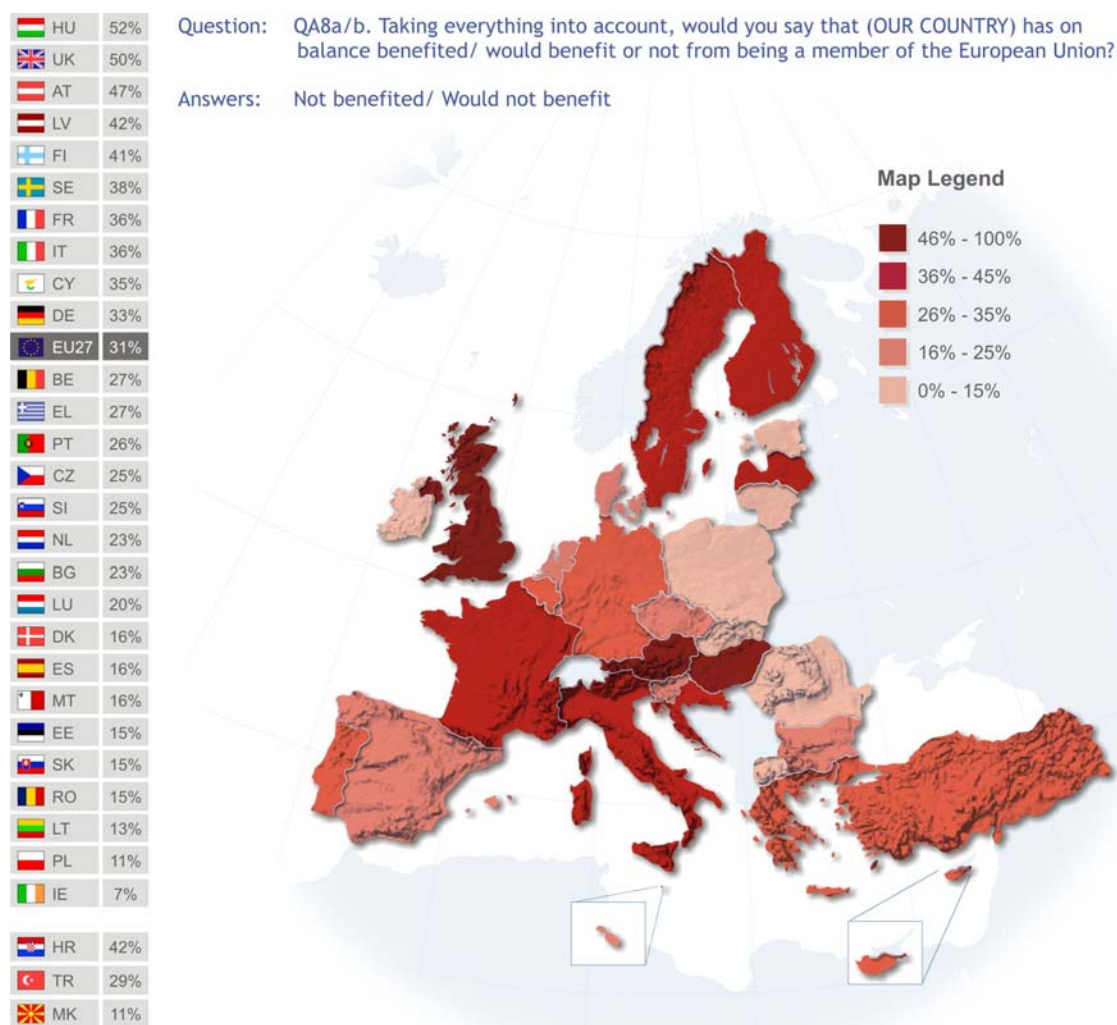 Question: QA8a/b. Taking everything into account, would you say that (OUR COUNTRY) has on
balance benefited/ would benefit or not from being a member of the European Union?
Answers: Not benefited/ Would not benefit
HU 52%
UK 50%
AT 47%
LV 42%
FI 41%
SE 38%
FR 36%
IT 36%
CY 35%
DE 33%
EU27 31%
BE 27%
EL 27%
PT 26%
CZ 25%
SI 25%
NL 23%
BG 23%
LU 20%
DK 16%
ES 16%
MT 16%
EE 15%
SK 15%
RO 15%
LT 13%
PL 11%
IE 7%
HR 42%
TR 29%
MK 11%
Map Legend
46% - 100%
36% - 45%
26% - 35%
16% - 25%
0% - 15%